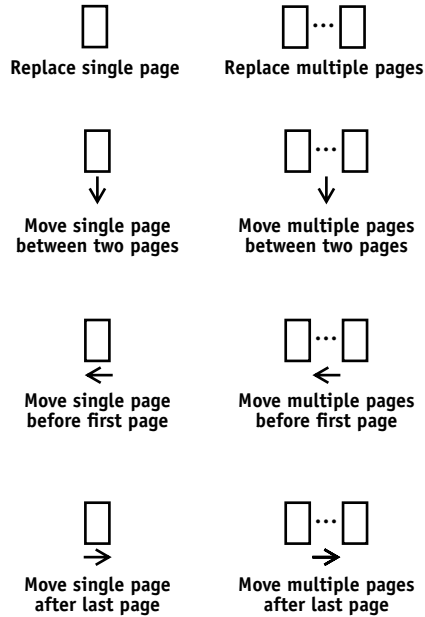 Replace single page
Replace multiple pages
Move single page
between two pages
Move multiple pages
between two pages
Move single page
before first page
Move multiple pages
before first page
Move single page
after last page
Move multiple pages
after last page